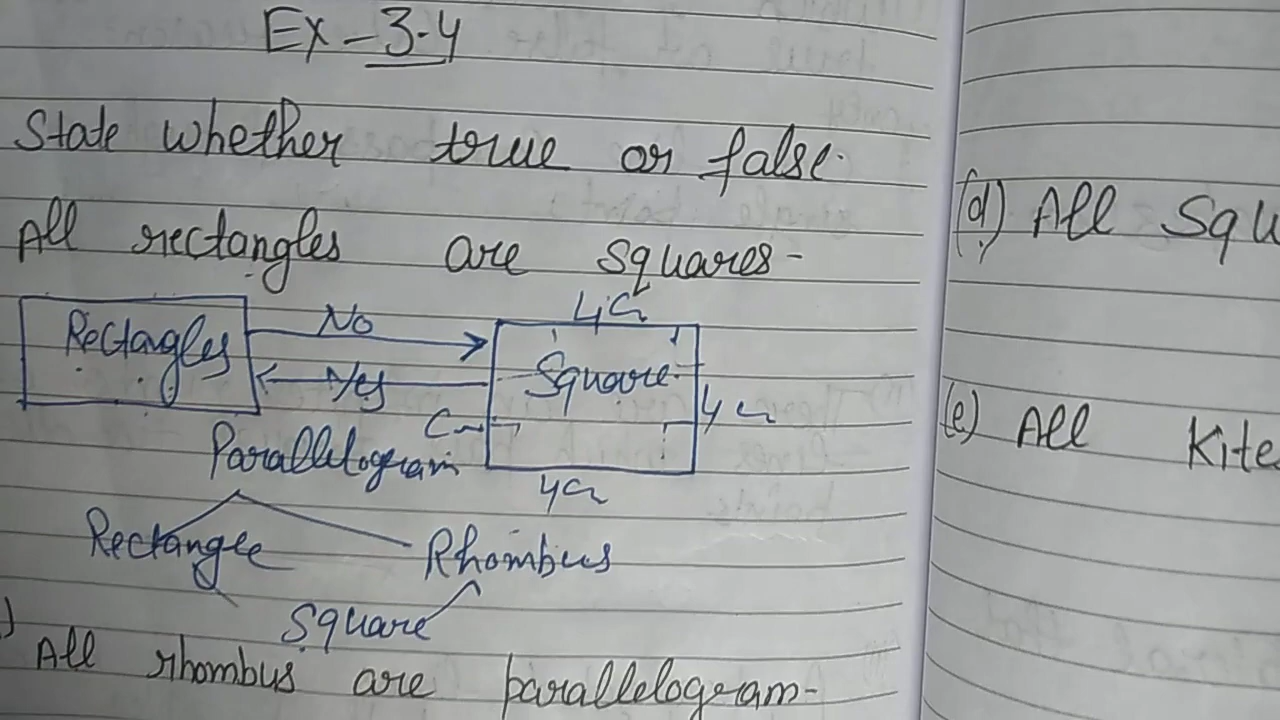 Ex - 3.4
State whether true or false.
All rectangles are squares -
Rectagles
No
Yes
4cm
Square
4cm
4cm
Parallelogram
Rectangle
Rhombus
Square
All rhombus are parallelogram -
(d) All Squ
(e) All Kite